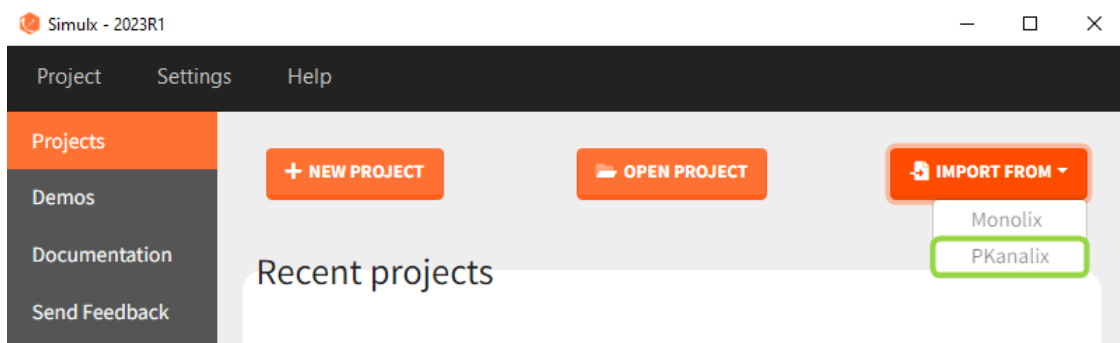 Simulx - 2023R1
Project Settings Help
Projects
Demos
Documentation
Send Feedback
NEW PROJECT
OPEN PROJECT
IMPORT FROM
Monolix
PKanalix
Recent projects